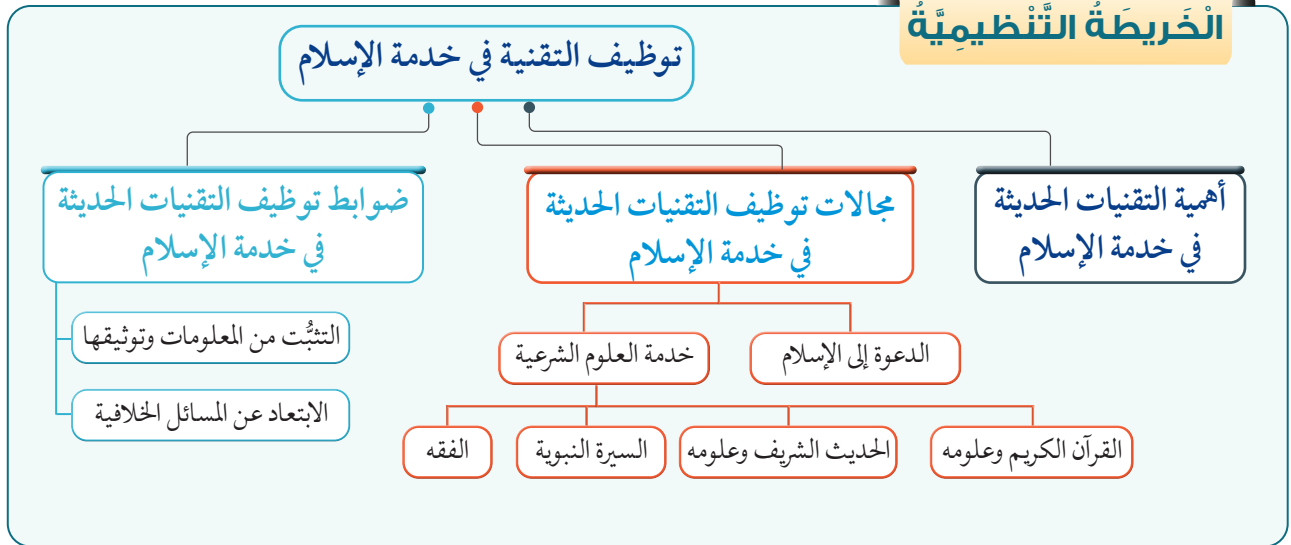 الْخَريطَةُ التَّنْظيمِيَّةُ
توظيف التقنية في خدمة الإسلام
أهمية التقنيات الحديثة
في خدمة الإسلام
مجالات توظيف التقنيات الحديثة
في خدمة الإسلام
ضوابط توظيف التقنيات الحديثة
في خدمة الإسلام
الدعوة إلى الإسلام
خدمة العلوم الشرعية
القرآن الكريم وعلومه
الحديث الشريف وعلومه
السيرة النبوية
الفقه
التثبُّت من المعلومات وتوثيقها
الابتعاد عن المسائل الخلافية